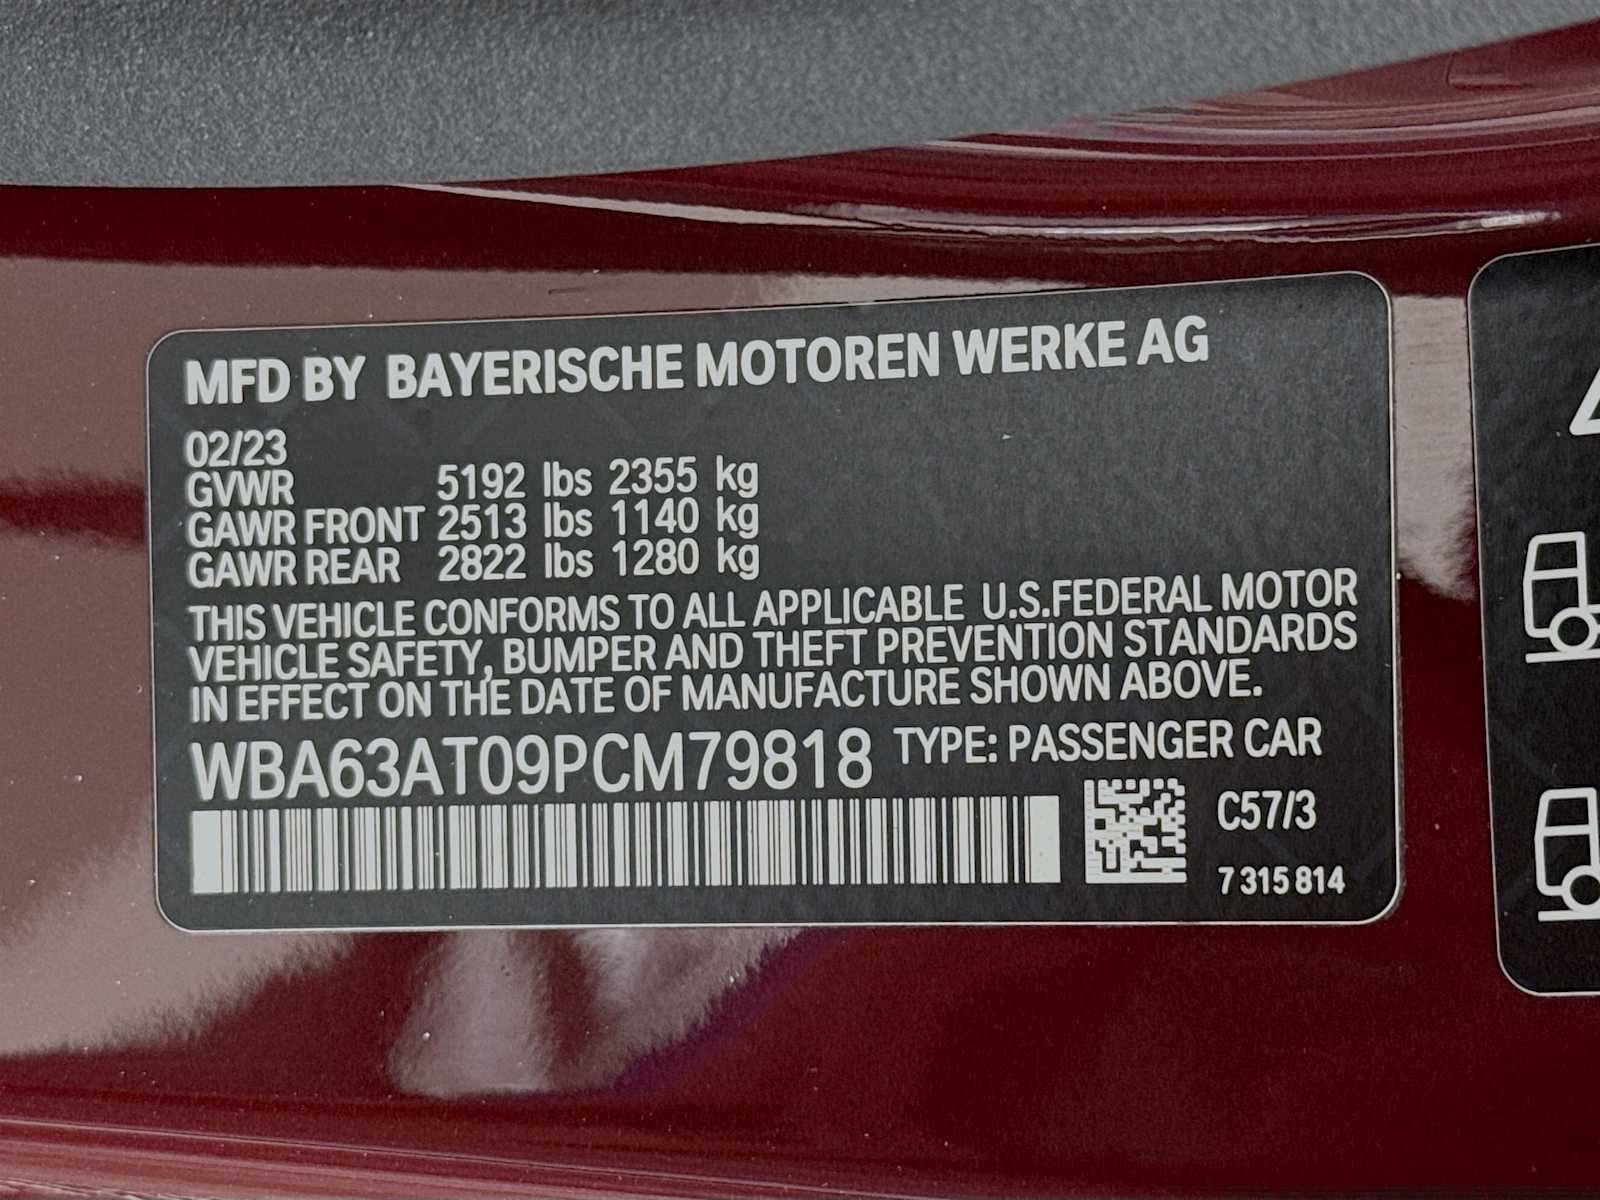 MFD BY BAYERISCHE MOTOREN WERKE AG
02/23
GVWR 5192 lbs 2355 kg
GAWR FRONT 2513 lbs 1140 kg
GAWR REAR 2822 lbs 1280 kg
THIS VEHICLE CONFORMS TO ALL APPLICABLE U.S.FEDERAL MOTOR
VEHICLE SAFETY, BUMPER AND THEFT PREVENTION STANDARDS
IN EFFECT ON THE DATE OF MANUFACTURE SHOWN ABOVE.
WBA63AT09PCM79818 TYPE: PASSENGER CAR
C57/3
7 315 814